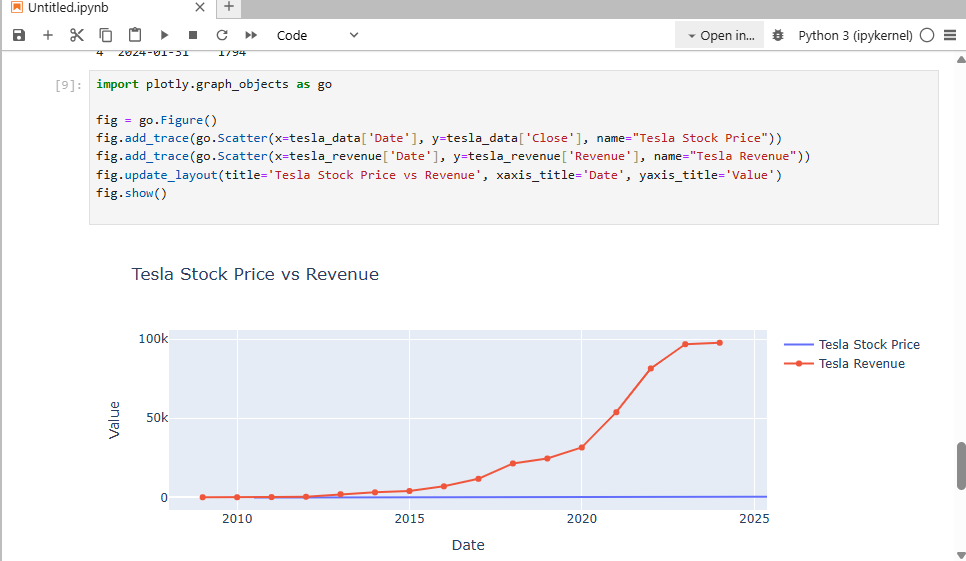 Untitled.ipynb
Code
Open in...
Python 3 (ipykernel)
4 2024-01-31 1794
[9]:
import plotly.graph_objects as go
fig = go.Figure()
fig.add_trace(go.Scatter(x=tesla_data['Date'], y=tesla_data['Close'], name="Tesla Stock Price"))
fig.add_trace(go.Scatter(x=tesla_revenue['Date'], y=tesla_revenue['Revenue'], name="Tesla Revenue"))
fig.update_layout(title='Tesla Stock Price vs Revenue', xaxis_title='Date', yaxis_title='Value')
fig.show()
Tesla Stock Price vs Revenue
Tesla Stock Price
Tesla Revenue
100k
50k
0
Value
2010 2015 2020 2025
Date